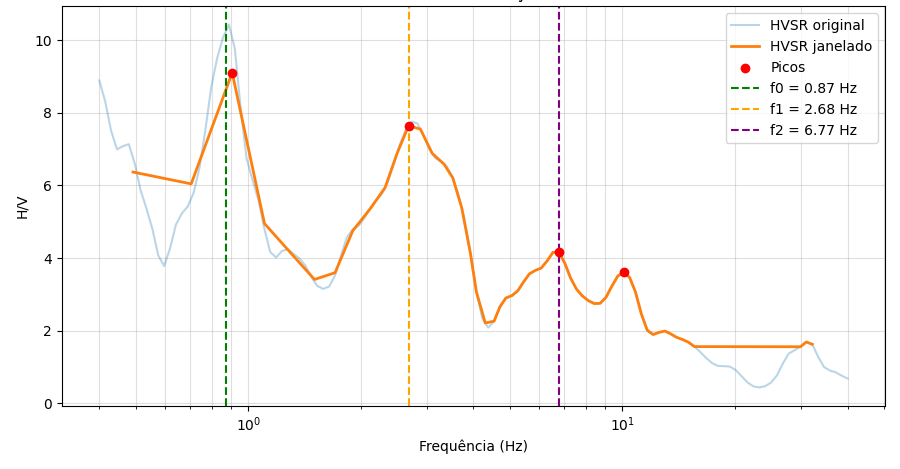 HVSR original
HVSR janelado
Picos
f0 = 0.87 Hz
f1 = 2.68 Hz
f2 = 6.77 Hz
10
8
6
4
2
0
H/V
10⁰
10¹
Frequência (Hz)